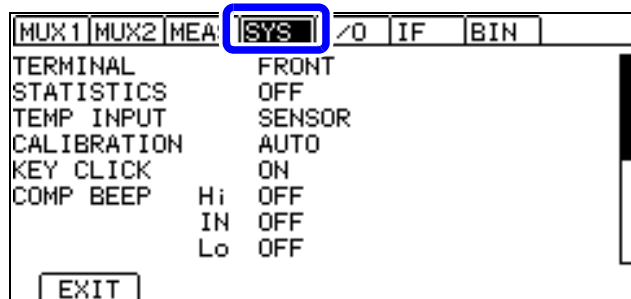 MUX1 MUX2 MEAS SYS I/O IF BIN
TERMINAL FRONT
STATISTICS OFF
TEMP INPUT SENSOR
CALIBRATION AUTO
KEY CLICK ON
COMP BEEP Hi OFF
IN OFF
Lo OFF
EXIT